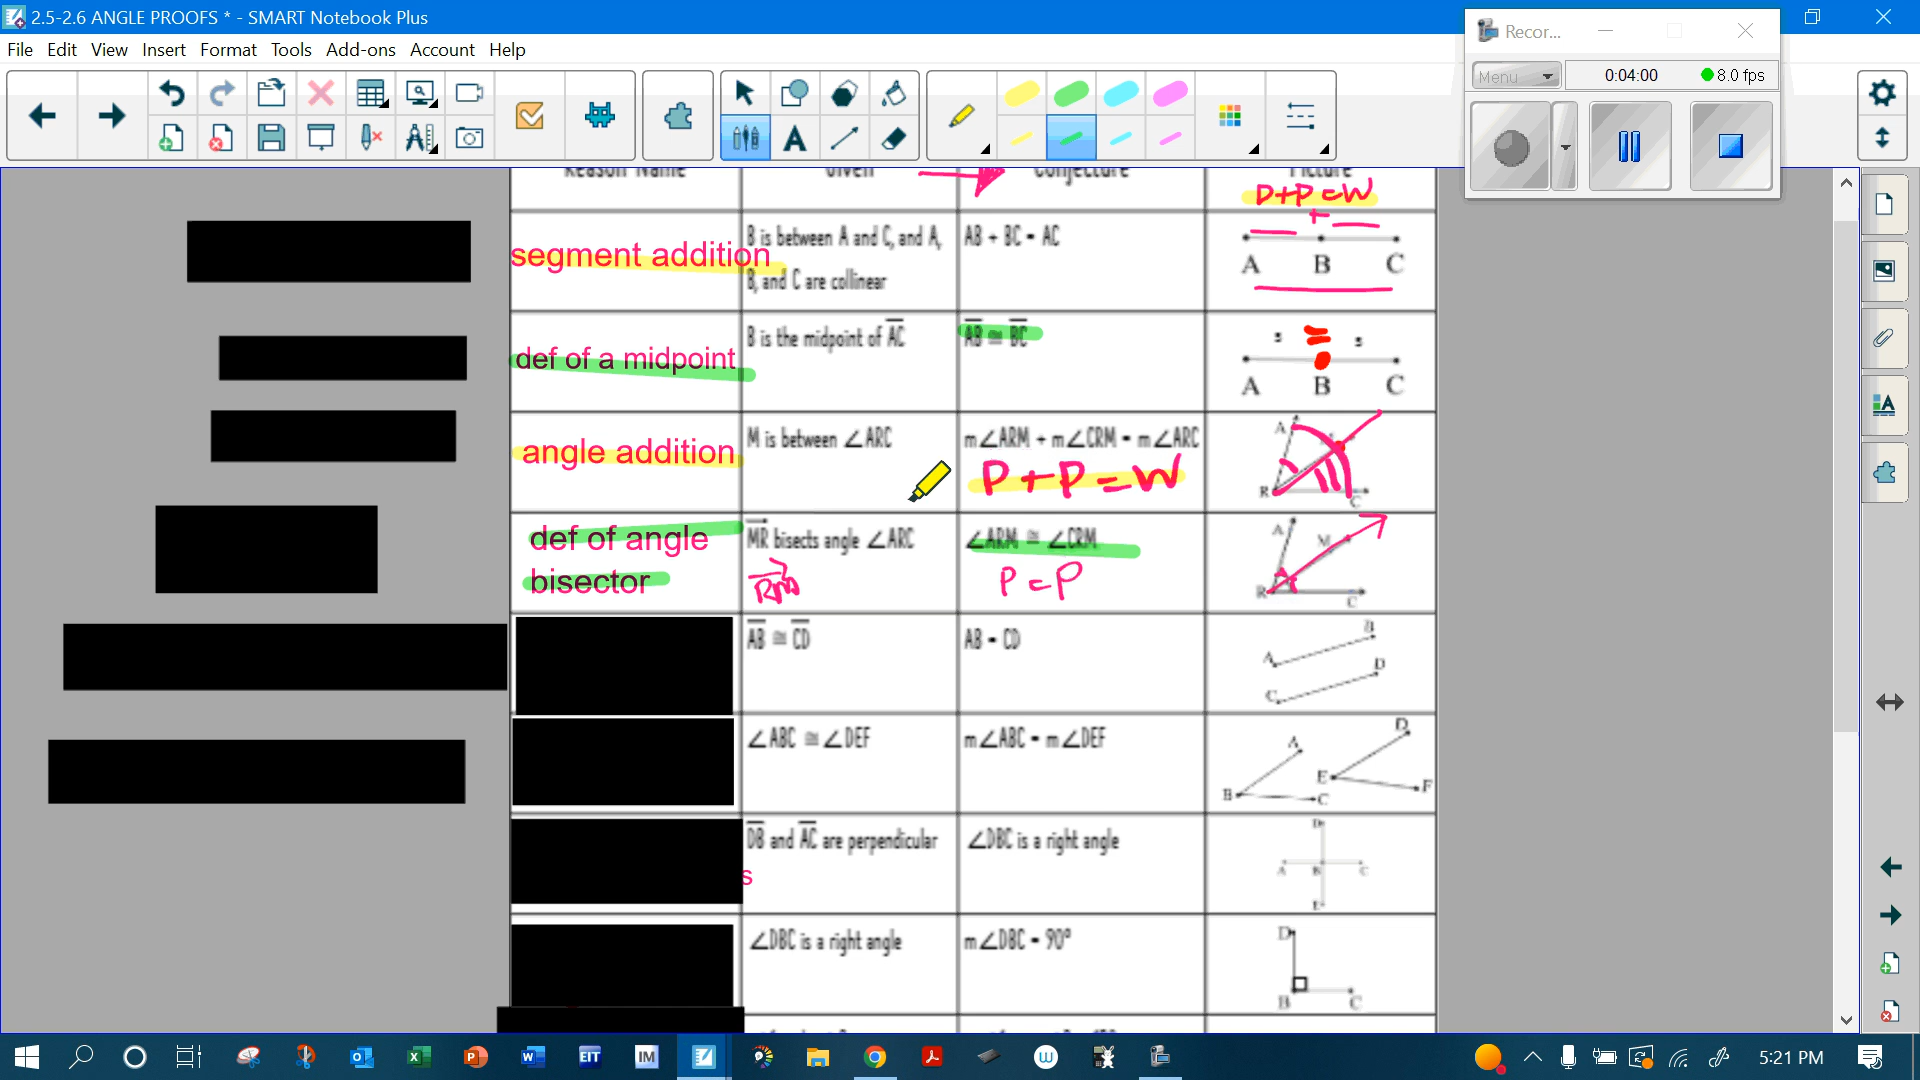 2.5-2.6 ANGLE PROOFS * - SMART Notebook Plus
File Edit View Insert Format Tools Add-ons Account Help
Recor...
Menu 0:04:00 8.0 fps
Reason Name Given Conjecture Picture
P+P=W
segment addition
B is between A and C, and A,
B, and C are collinear
AB + BC = AC
+
A B C
def of a midpoint
B is the midpoint of AC
AB ≅ BC
5 = 5
A B C
angle addition
M is between ∠ARC
m∠ARM + m∠CRM = m∠ARC
P+P=W
A
R C
def of angle
bisector
MR bisects angle ∠ARC
RM
∠ARM ≅ ∠CRM
P=P
A M
R C
AB ≅ CD
AB = CD
B
A
D
C
∠ABC ≅ ∠DEF
m∠ABC = m∠DEF
D
A
E
F
B C
DB and AC are perpendicular
s
∠DBC is a right angle
D
A B C
E
∠DBC is a right angle
m∠DBC = 90°
D
B C
EIT IM
5:21 PM